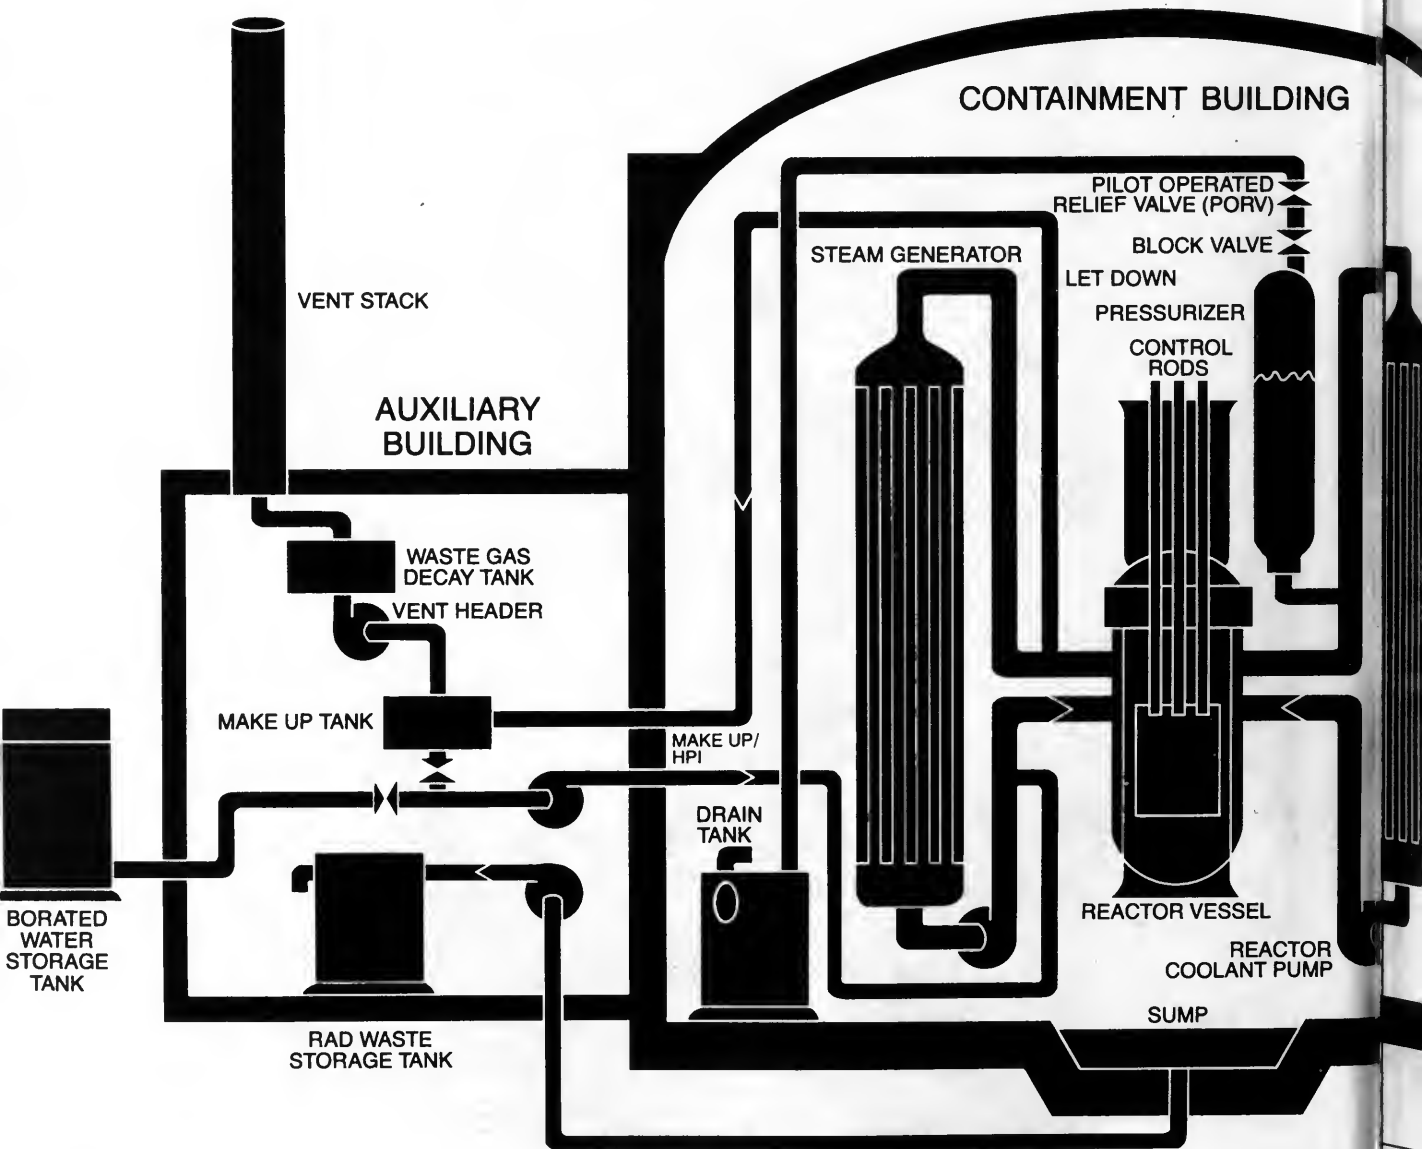 CONTAINMENT BUILDING
PILOT OPERATED
RELIEF VALVE (PORV)
BLOCK VALVE
STEAM GENERATOR
LET DOWN
PRESSURIZER
CONTROL
RODS
VENT STACK
AUXILIARY
BUILDING
WASTE GAS
DECAY TANK
VENT HEADER
MAKE UP TANK
MAKE UP/
HPI
DRAIN
TANK
BORATED
WATER
STORAGE
TANK
REACTOR VESSEL
REACTOR
COOLANT PUMP
SUMP
RAD WASTE
STORAGE TANK